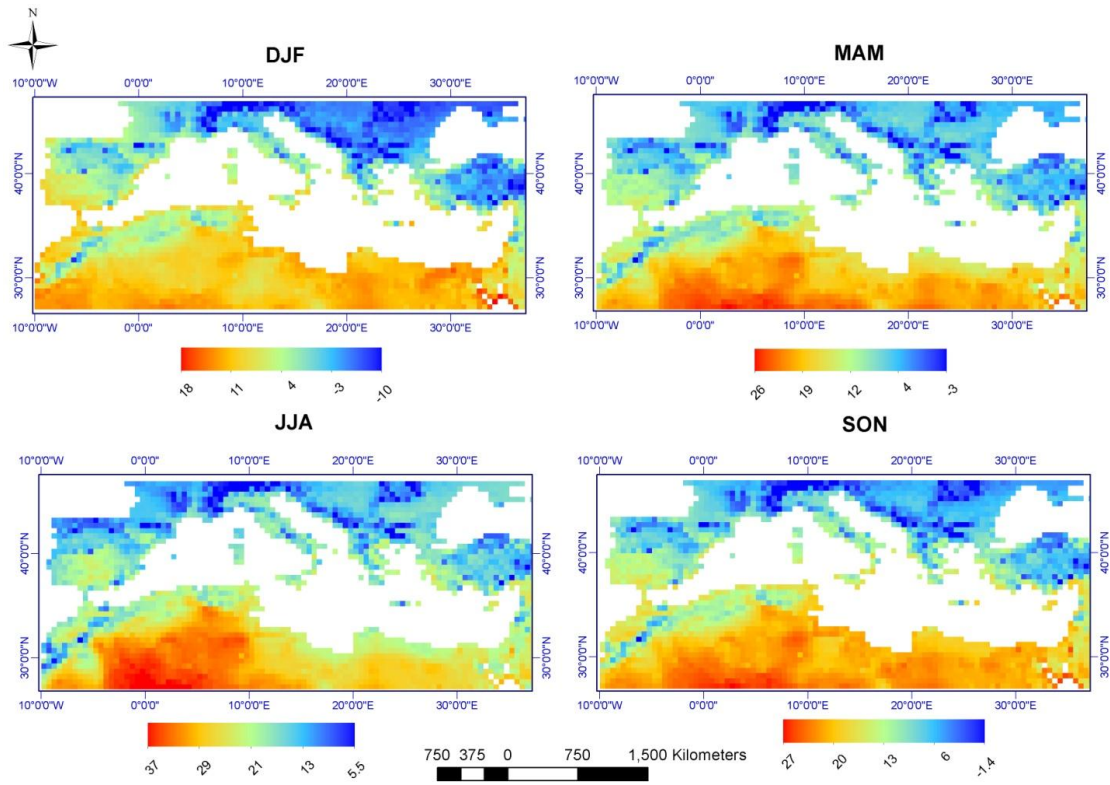 N
DJF
MAM
10°0'0"W 0°0'0" 10°0'0"E 20°0'0"E 30°0'0"E
10°0'0"W 0°0'0" 10°0'0"E 20°0'0"E 30°0'0"E
40°0'0"N 40°0'0"N 40°0'0"N 40°0'0"N
30°0'0"N 30°0'0"N 30°0'0"N 30°0'0"N
10°0'0"W 0°0'0" 10°0'0"E 20°0'0"E 30°0'0"E
10°0'0"W 0°0'0" 10°0'0"E 20°0'0"E 30°0'0"E
18 11 4 -3 -10
26 19 12 4 -3
JJA
SON
10°0'0"W 0°0'0" 10°0'0"E 20°0'0"E 30°0'0"E
10°0'0"W 0°0'0" 10°0'0"E 20°0'0"E 30°0'0"E
40°0'0"N 40°0'0"N 40°0'0"N 40°0'0"N
30°0'0"N 30°0'0"N 30°0'0"N 30°0'0"N
10°0'0"W 0°0'0" 10°0'0"E 20°0'0"E 30°0'0"E
10°0'0"W 0°0'0" 10°0'0"E 20°0'0"E 30°0'0"E
37 29 21 13 5.5
27 20 13 6 -1.4
750 375 0 750 1,500 Kilometers